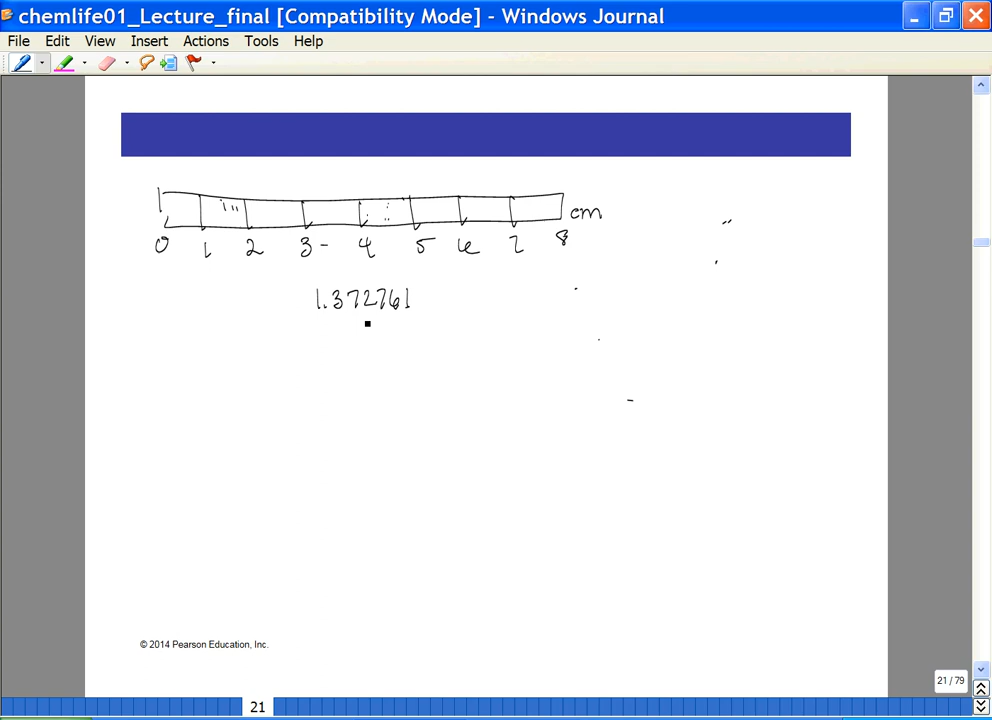 chemlife01_Lecture_final [Compatibility Mode] - Windows Journal
File Edit View Insert Actions Tools Help
cm
0 1 2 3 - 4 5 6 7 8
1.372761
© 2014 Pearson Education, Inc.
21 / 79
21